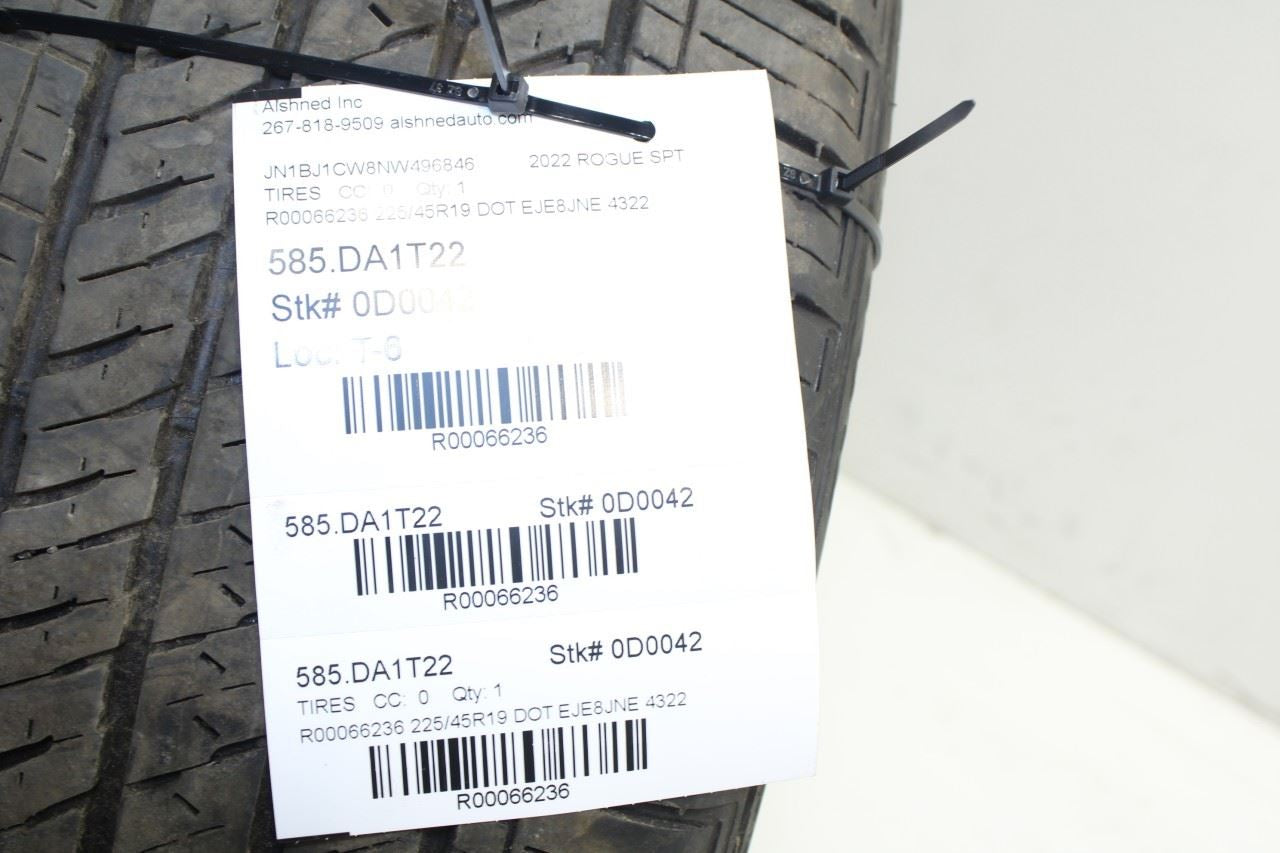 Alshned Inc
267-818-9509 alshnedauto.com
JN1BJ1CW8NW496846 2022 ROGUE SPT
TIRES CC: 0 Qty: 1
R00066236 225/45R19 DOT EJE8JNE 4322
585.DA1T22
Stk# 0D0042
Loc: T-6
R00066236
585.DA1T22 Stk# 0D0042
R00066236
585.DA1T22 Stk# 0D0042
TIRES CC: 0 Qty: 1
R00066236 225/45R19 DOT EJE8JNE 4322
R00066236